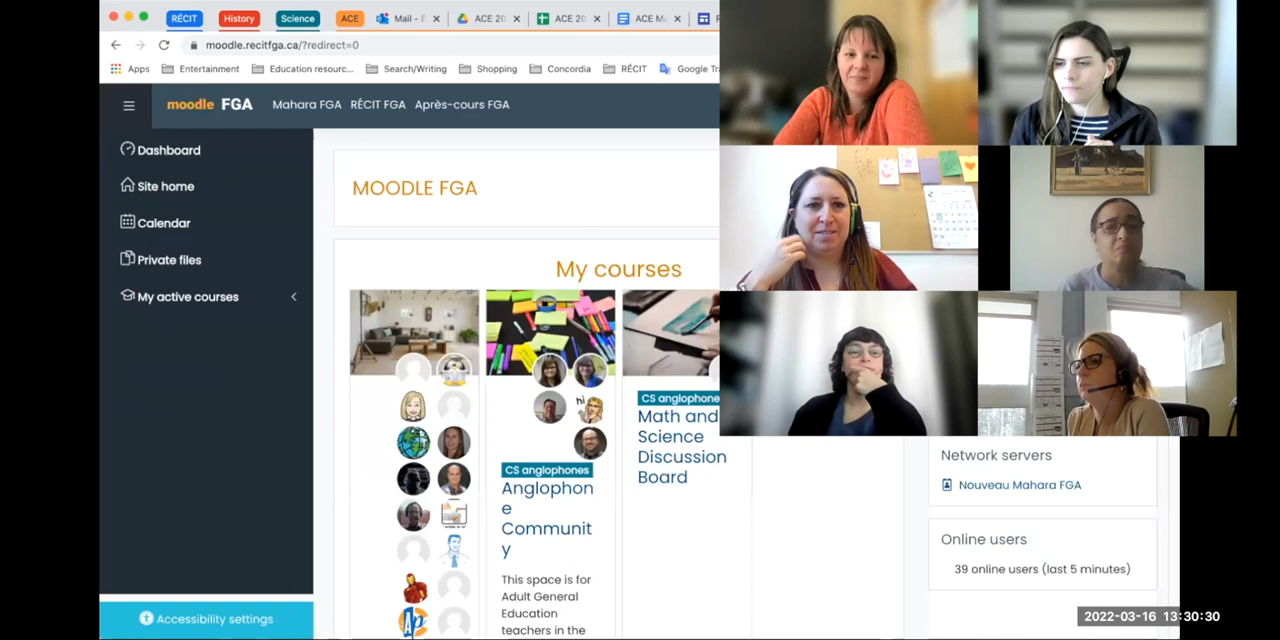 RÉCIT History Science ACE Mail - E ACE 20 ACE 20 ACE M
moodle.recitfga.ca/?redirect=0
Apps Entertainment Education resourc... Search/Writing Shopping Concordia RÉCIT Google Tra
moodle FGA Mahara FGA RÉCIT FGA Après-cours FGA
Dashboard
Site home
Calendar
Private files
My active courses
Accessibility settings
MOODLE FGA
My courses
CS anglophones
Anglophon
e
Communit
y
This space is for
Adult General
Education
teachers in the
CS anglophone
Math and
Science
Discussion
Board
hi
Network servers
Nouveau Mahara FGA
Online users
39 online users (last 5 minutes)
2022-03-16 13:30:30